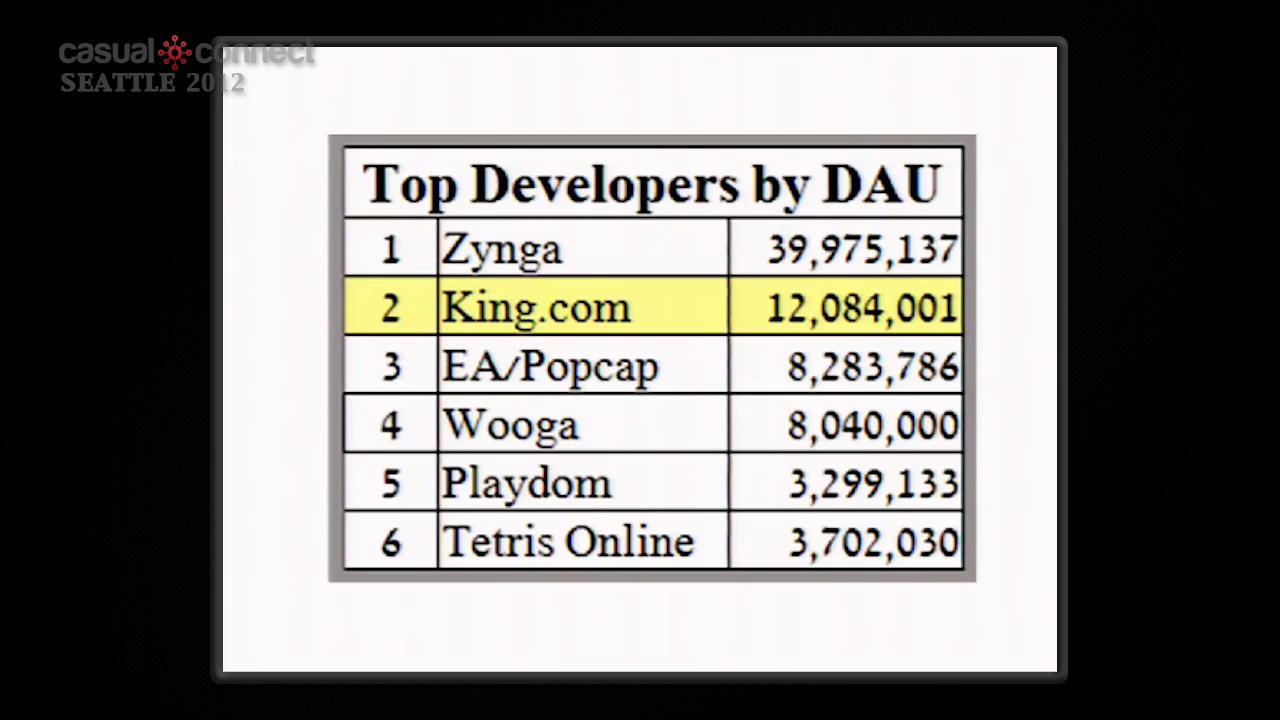 casual connect
SEATTLE 2012
Top Developers by DAU
1 Zynga 39,975,137
2 King.com 12,084,001
3 EA/Popcap 8,283,786
4 Wooga 8,040,000
5 Playdom 3,299,133
6 Tetris Online 3,702,030